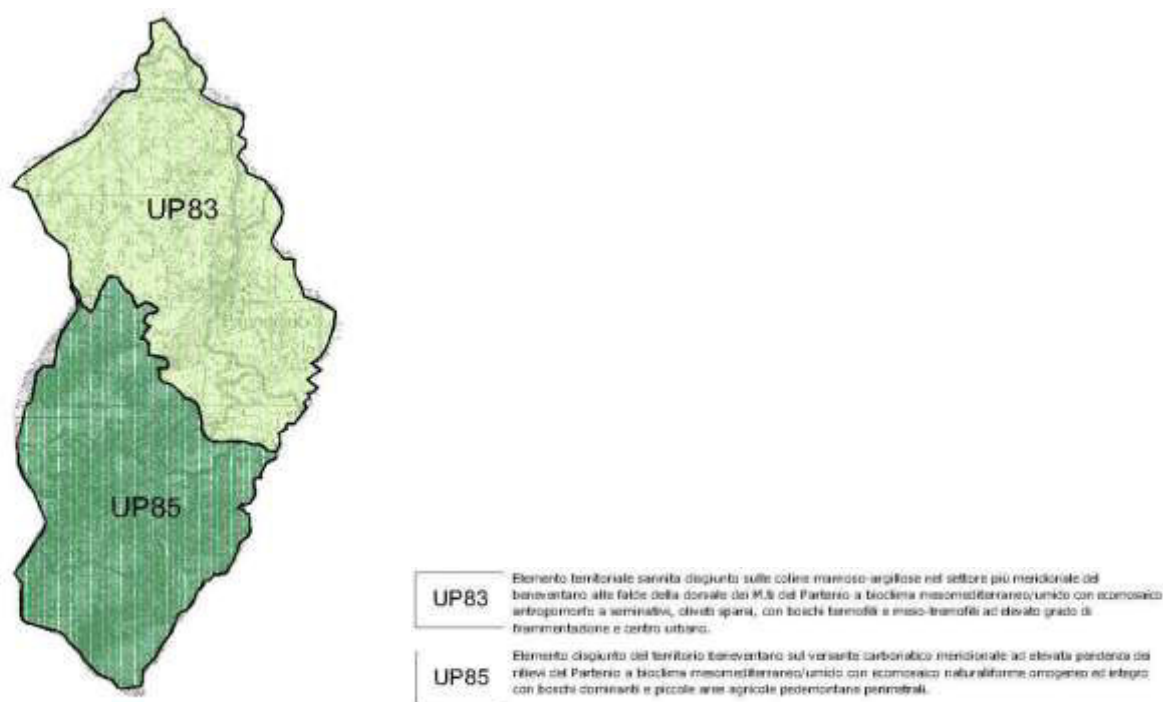 UP83
UP85
UP83
Elemento territoriale sannita disgiunto sulle colline marnoso-argillose nel settore più meridionale del
beneventano alle falde della dorsale dei M.ti del Partenio a bioclima mesomediterraneo/umido con ecomosaico
antropomorfo a seminativi, oliveti sparsi, con boschi termofili e meso-termofili ad elevato grado di
frammentazione e centro urbano.
UP85
Elemento disgiunto del territorio beneventano sul versante carbonatico meridionale ad elevata pendenza dei
rilievi del Partenio a bioclima mesomediterraneo/umido con ecomosaico naturaliforme omogeneo ed integro
con boschi dominanti e piccole aree agricole pedemontane perimetrali.